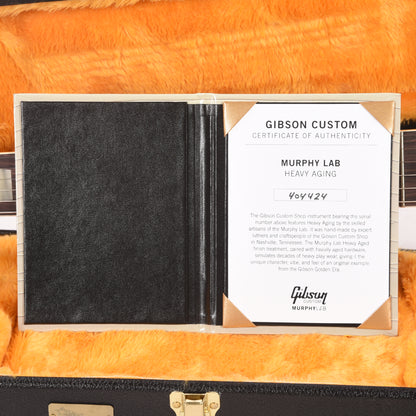 GIBSON CUSTOM
CERTIFICATE OF AUTHENTICITY
MURPHY LAB
HEAVY AGING
404424
The Gibson Custom Shop instrument bearing the serial
number above features Heavy Aging by the skilled
artisans of the Murphy Lab. It was hand-made by expert
luthiers and craftspeople of the Gibson Custom Shop
in Nashville, Tennessee. The Murphy Lab Heavy Aged
finish treatment, paired with heavily aged hardware,
simulates decades of heavy play wear, giving it the
unique character, vibe, and feel of an original example
from the Gibson Golden Era.
Gibson
CUSTOM
MURPHY LAB